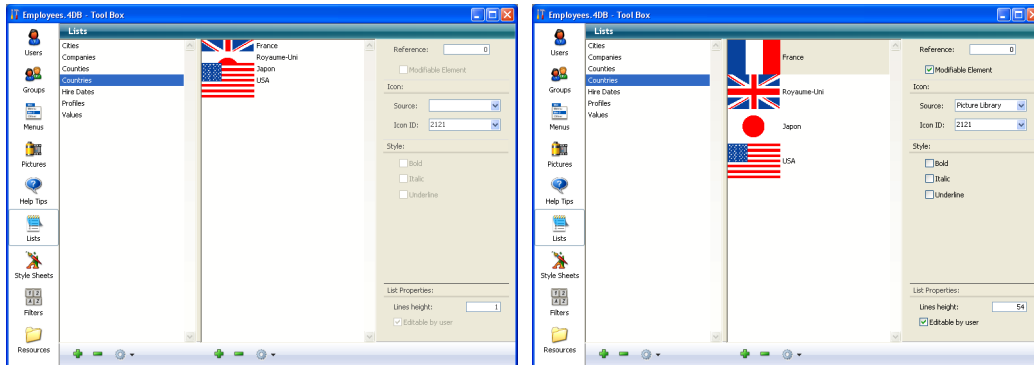 Employees.4DB - Tool Box
Users
Groups
Menus
Pictures
Help Tips
Lists
Style Sheets
Filters
Resources
Lists
Cities
Companies
Counties
Countries
Hire Dates
Profiles
Values
France
Royaume-Uni
Japon
USA
Reference: 0
Modifiable Element
Icon:
Source:
Icon ID: 2121
Style:
Bold
Italic
Underline
List Properties:
Lines height: 1
Editable by user
Employees.4DB - Tool Box
Users
Groups
Menus
Pictures
Help Tips
Lists
Style Sheets
Filters
Resources
Lists
Cities
Companies
Counties
Countries
Hire Dates
Profiles
Values
France
Royaume-Uni
Japon
USA
Reference: 0
Modifiable Element
Icon:
Source: Picture Library
Icon ID: 2121
Style:
Bold
Italic
Underline
List Properties:
Lines height: 54
Editable by user